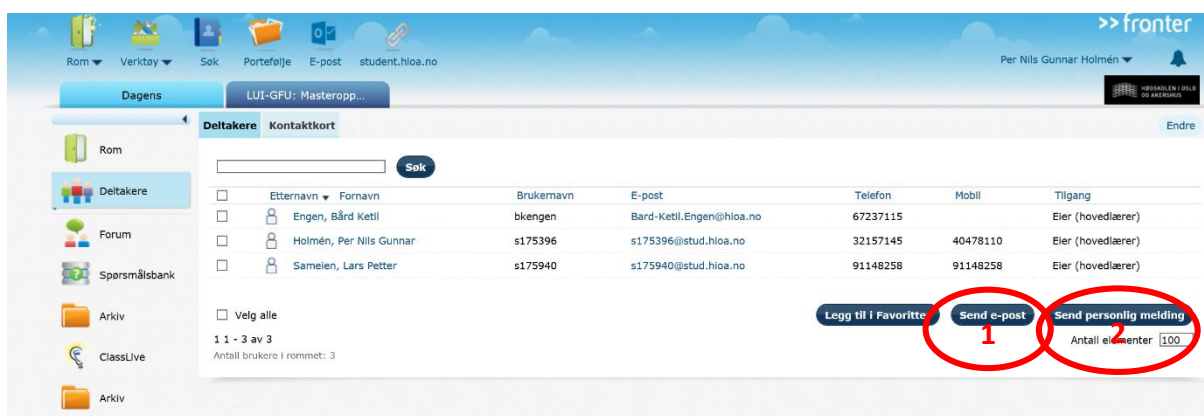 >>fronter
Rom Verktøy Søk Portefølje E-post student.hioa.no
Per Nils Gunnar Holmén
Dagens LUI-GFU: Masteropp...
HØGSKOLEN I OSLO
OG AKERSHUS
Deltakere Kontaktkort Endre
Rom
Søk
Deltakere
Etternavn Fornavn Brukernavn E-post Telefon Mobil Tilgang
Engen, Bård Ketil bkengen Bard-Ketil.Engen@hioa.no 67237115 Eier (hovedlærer)
Forum
Holmén, Per Nils Gunnar s175396 s175396@stud.hioa.no 32157145 40478110 Eier (hovedlærer)
Sameien, Lars Petter s175940 s175940@stud.hioa.no 91148258 91148258 Eier (hovedlærer)
Spørsmålsbank
Arkiv
Velg alle Legg til i Favoritte Send e-post Send personlig melding
1 2
1 1 - 3 av 3 Antall elementer 100
Antall brukere i rommet: 3
ClassLive
Arkiv